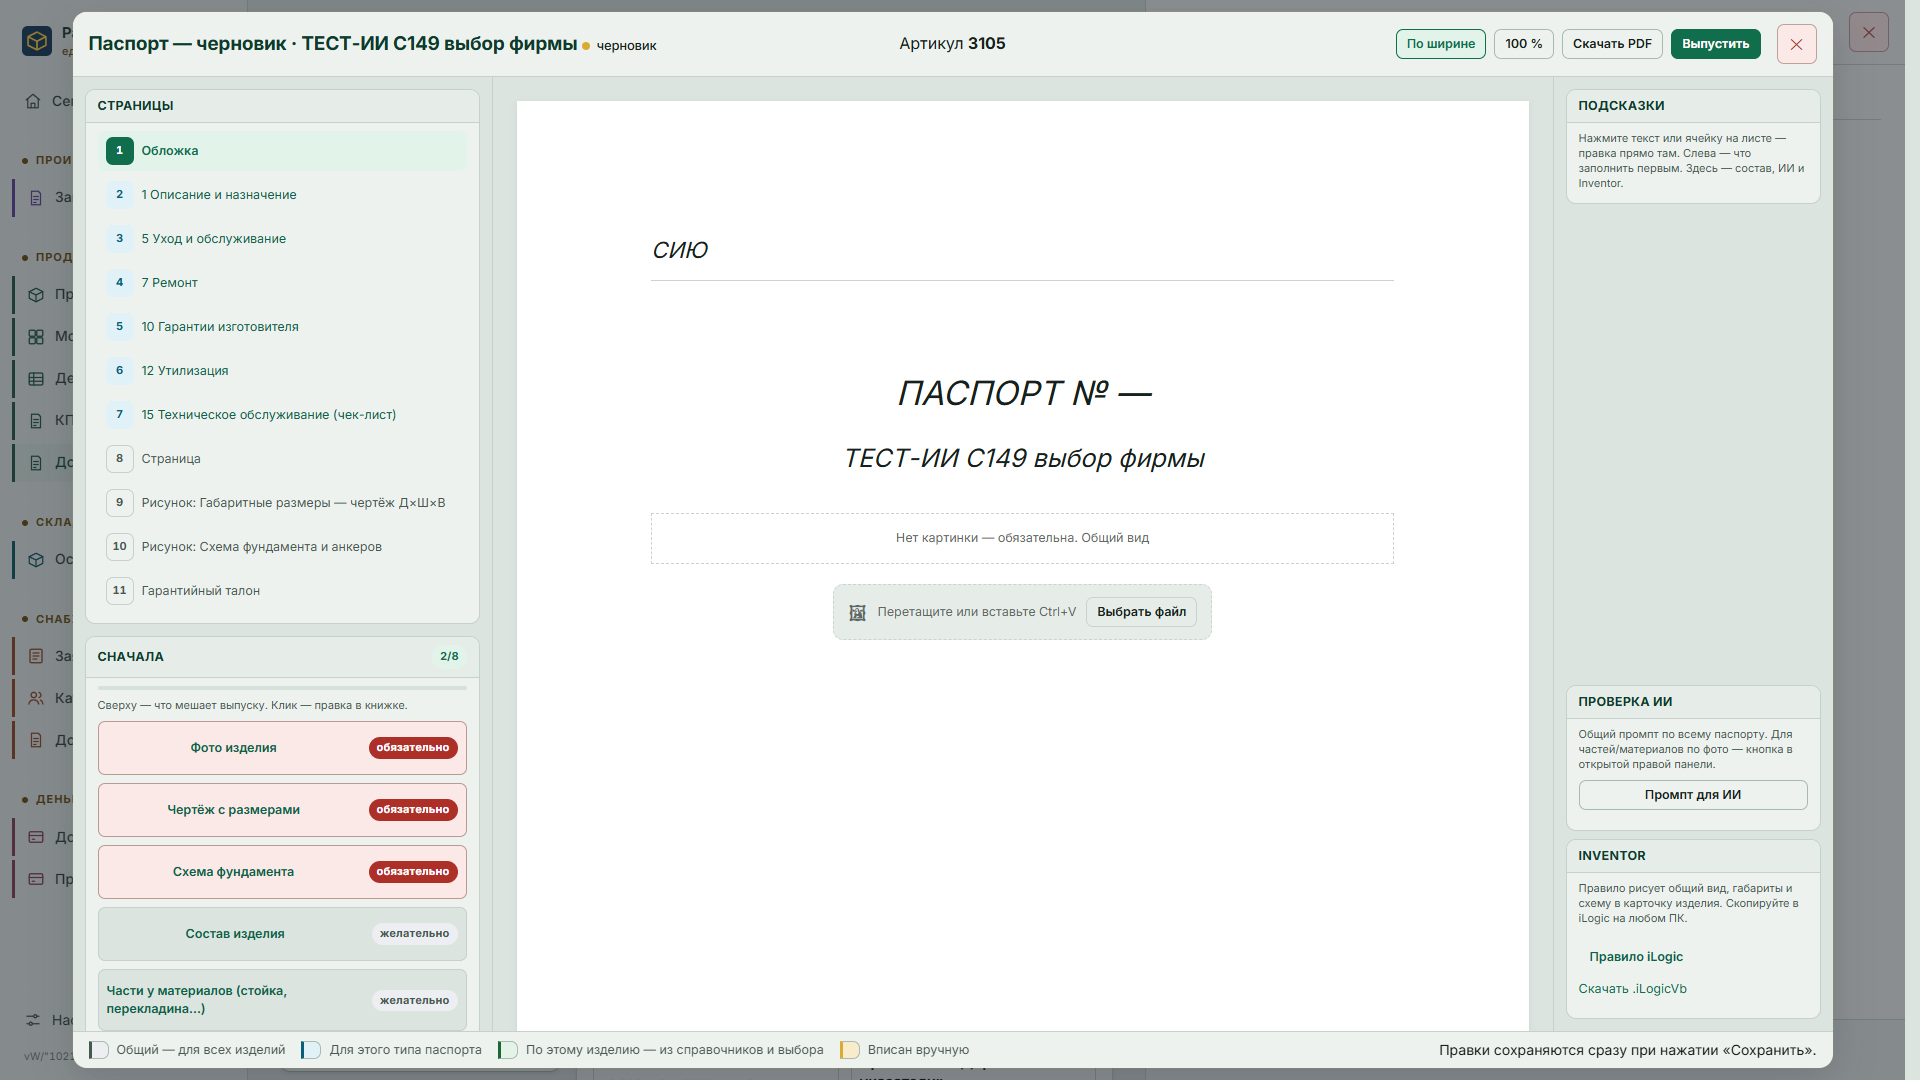 Паспорт — черновик · ТЕСТ-ИИ С149 выбор фирмы
черновик
Артикул 3105
По ширине
100 %
Скачать PDF
Выпустить
СТРАНИЦЫ
1 Обложка
2 1 Описание и назначение
3 5 Уход и обслуживание
4 7 Ремонт
5 10 Гарантии изготовителя
6 12 Утилизация
7 15 Техническое обслуживание (чек-лист)
8 Страница
9 Рисунок: Габаритные размеры — чертёж Д×Ш×В
10 Рисунок: Схема фундамента и анкеров
11 Гарантийный талон
СНАЧАЛА 2/8
Сверху — что мешает выпуску. Клик — правка в книжке.
Фото изделия обязательно
Чертёж с размерами обязательно
Схема фундамента обязательно
Состав изделия желательно
Части у материалов (стойка,
перекладина...) желательно
СИЮ
ПАСПОРТ № —
ТЕСТ-ИИ С149 выбор фирмы
Нет картинки — обязательна. Общий вид
Перетащите или вставьте Ctrl+V
Выбрать файл
ПОДСКАЗКИ
Нажмите текст или ячейку на листе —
правка прямо там. Слева — что
заполнить первым. Здесь — состав, ИИ и
Inventor.
ПРОВЕРКА ИИ
Общий промпт по всему паспорту. Для
частей/материалов по фото — кнопка в
открытой правой панели.
Промпт для ИИ
INVENTOR
Правило рисует общий вид, габариты и
схему в карточку изделия. Скопируйте в
iLogic на любом ПК.
Правило iLogic
Скачать .iLogicVb
Общий — для всех изделий
Для этого типа паспорта
По этому изделию — из справочников и выбора
Вписан вручную
Правки сохраняются сразу при нажатии «Сохранить».